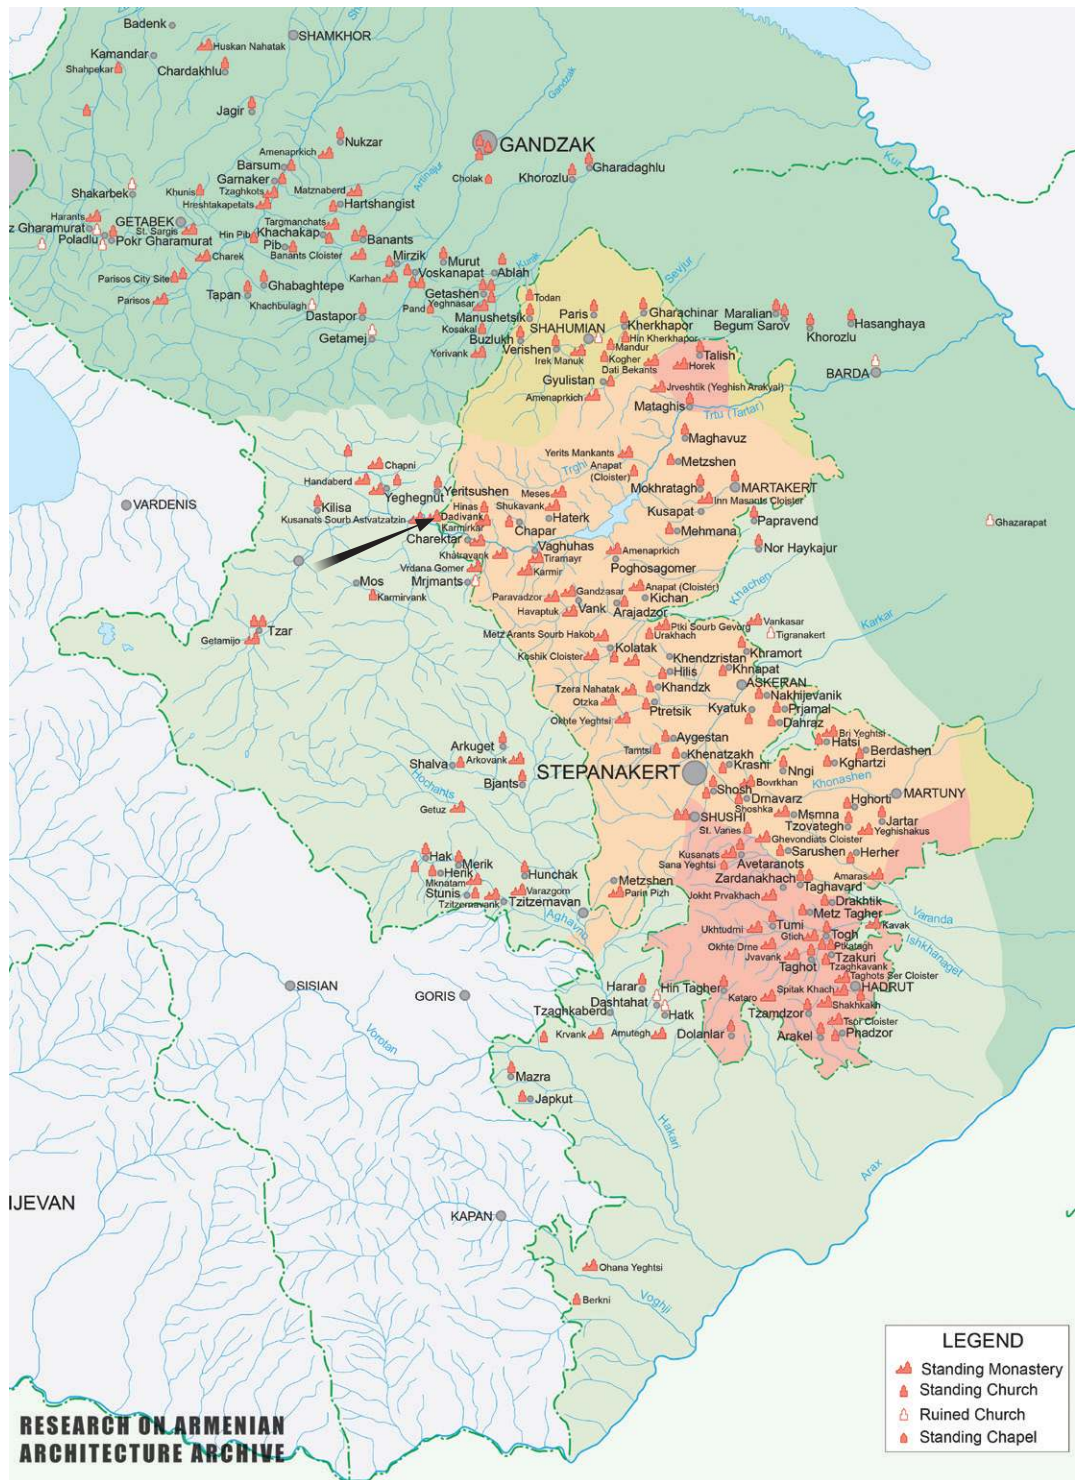 Badenk
SHAMKHOR
Huskan Nahatak
Kamandar
Shahpekar
Chardakhlu
Jagir
Gandzak
Nukzar
GANDZAK
Amenaprkich
Barsum
Garnaker
Cholak
Khorozlu
Gharadaghlu
Kur
Artinajur
Shakarbek
Khunis
Tzaghkots
Matznaberd
Hreshtakapetats
Hartshangist
Harants
GETABEK
St. Sargis
Targmanchats
z Gharamurat
Poladlu
Pokr Gharamurat
Hin Pib
Khachakap
Pib
Banants
Charek
Banants Cloister
Mirzik
Murut
Kurak
Voskanapat
Ablah
Sevjur
Parisos City Site
Karhan
Ghabaghtepe
Getashen
Todan
Parisos
Tapan
Khachbulagh
Pand
Yeghnasar
Paris
Gharachinar
Maralian
Dastapor
Manushetsik
Kherkhapor
Begum Sarov
Hasanghaya
Kosakal
SHAHUMIAN
Khorozlu
Getamej
Buzlukh
Hin Kherkhapor
Yerivank
Verishen
Mandur
Irek Manuk
Kogher
Talish
Dati Bekants
Horek
BARDA
Gyulistan
Jrveshtik (Yeghish Arakyal)
Amenaprkich
Mataghis
Trtu (Tartar)
Maghavuz
Yerits Mankants
Chapni
Trghi
Anapat
(Cloister)
Metzshen
Handaberd
Yeghegnut
Yeritsushen
Meses
Mokhratagh
MARTAKERT
VARDENIS
Kilisa
Hinas
Shukavank
Inn Masants Cloister
Kusanats Sourb Astvatzatzin
Dadivank
Haterk
Kusapat
Papravend
Ghazarapat
Karmirkar
Chapar
Mehmana
Charektar
Vaghuhas
Nor Haykajur
Khatravank
Tiramayr
Amenaprkich
Vrdana Gomer
Karmir
Poghosagomer
Mos
Mrjmants
Khachen
Karmirvank
Gandzasar
Anapat (Cloister)
Paravadzor
Kichan
Havaptuk
Vank
Arajadzor
Karkar
Ptki Sourb Gevorg
Vankasar
Tzar
Metz Arants Sourb Hakob
Urakhach
Tigranakert
Getamijo
Kolatak
Khramort
Koshik Cloister
Khendzristan
Hilis
Khnapat
ASKERAN
Tzera Nahatak
Khandzk
Nakhijevanik
Otzka
Ptretsik
Kyatuk
Prjamal
Okhte Yeghtsi
Dahraz
Arkuget
Aygestan
Bri Yeghtsi
Hatsi
Tamtsi
Khenatzakh
Berdashen
Shalva
Arkovank
STEPANAKERT
Krasni
Kghartzi
Nngi
Hochants
Bjants
Bovrkhan
Khonashen
Shosh
MARTUNY
Getuz
Drnavarz
Hghorti
Shoshka
SHUSHI
Msmna
Jartar
St. Vanes
Tzovategh
Yeghishakus
Ghevondiats Cloister
Hak
Kusanats
Sarushen
Herher
Merik
Sana Yeghtsi
Avetaranots
Herik
Hunchak
Metzshen
Zardanakhach
Amaras
Mknatam
Taghavard
Stunis
Varazgom
Parin Pizh
Jokht Prvakhach
Drakhtik
Tzitzernavank
Tzitzernavan
Metz Tagher
Varanda
Aghavno
Tumi
Kavak
Ukhtudmi
Gtich
Togh
Okhte Drne
Ptkatagh
Ishkhanaget
Jvavank
Tzakuri
Taghot
Tzaghkavank
Taghots Ser Cloister
SISIAN
GORIS
Harar
Hin Tagher
Spitak Khach
HADRUT
Dashtahat
Kataro
Tzaghkaberd
Hatk
Tzamdzor
Shakhkakh
Tsor Cloister
Vorotan
Krvank
Amutegh
Dolanlar
Arakel
Phadzor
Mazra
Japkut
Hakari
Arax
IJEVAN
KAPAN
Ohana Yeghtsi
Voghji
Berkni
LEGEND
Standing Monastery
Standing Church
Ruined Church
Standing Chapel
RESEARCH ON ARMENIAN
ARCHITECTURE ARCHIVE